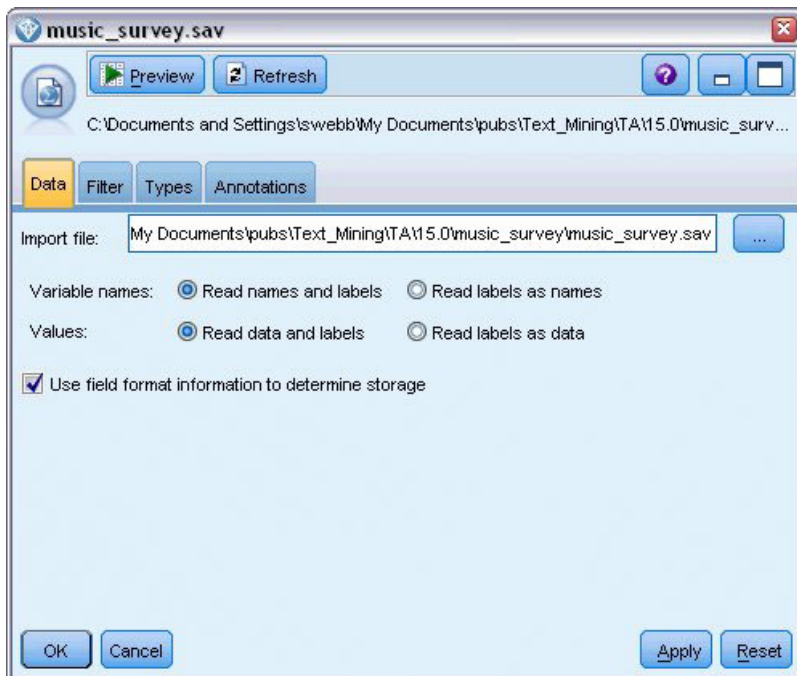 music_survey.sav
Preview Refresh
C:\Documents and Settings\swebb\My Documents\pubs\Text_Mining\TA\15.0\music_surv...
Data Filter Types Annotations
Import file: My Documents\pubs\Text_Mining\TA\15.0\music_survey\music_survey.sav ...
Variable names: Read names and labels Read labels as names
Values: Read data and labels Read labels as data
Use field format information to determine storage
OK Cancel Apply Reset